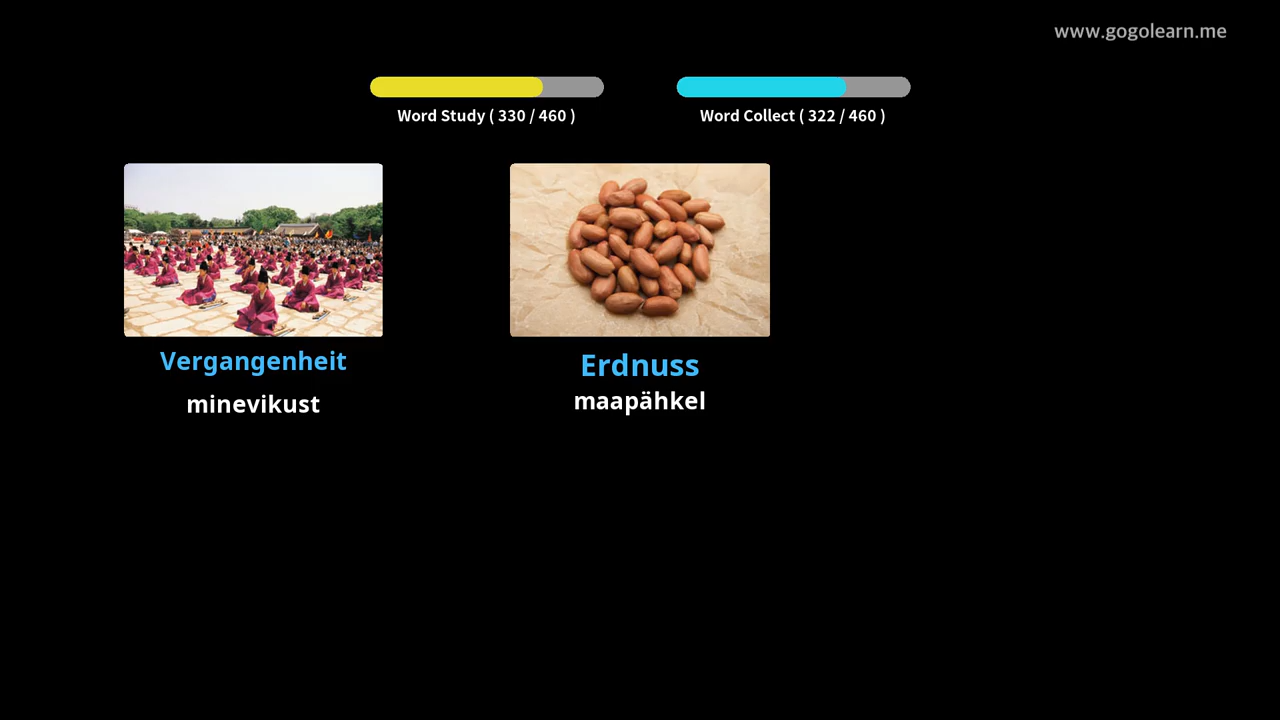 www.gogolearn.me
Word Study ( 330 / 460 )
Word Collect ( 322 / 460 )
Vergangenheit
minevikust
Erdnuss
maapähkel